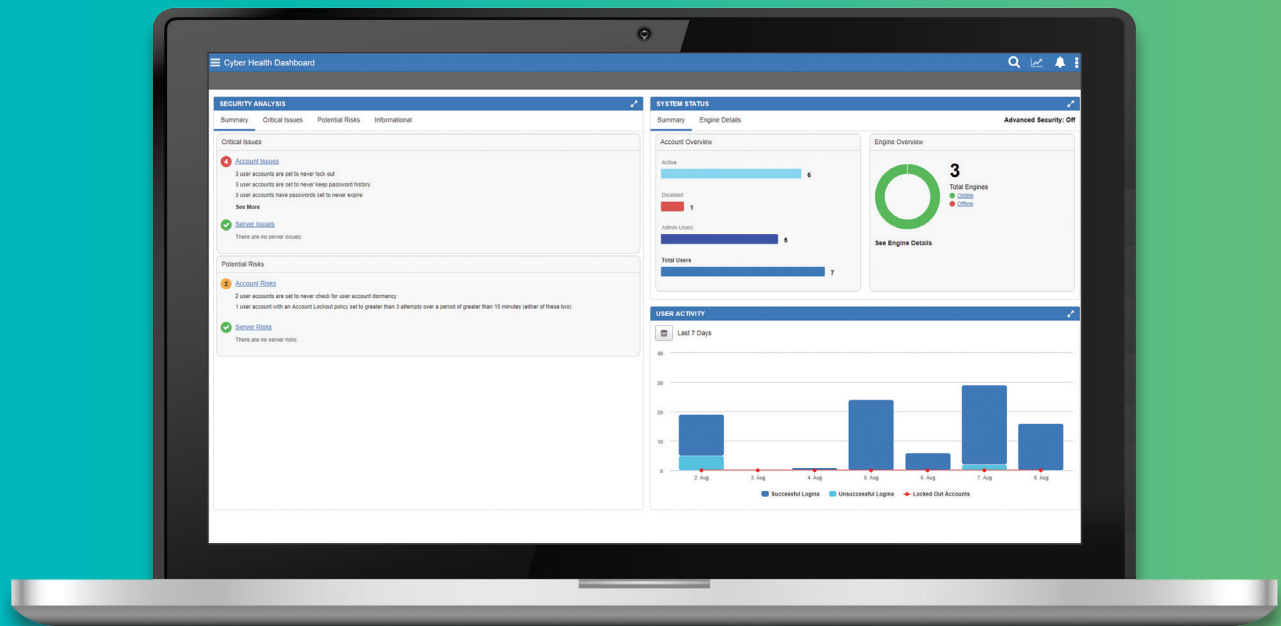 Cyber Health Dashboard
SECURITY ANALYSIS
Summary Critical Issues Potential Risks Informational
Critical Issues
4 Account Issues
3 user accounts are set to never lock out
3 user accounts are set to never keep password history
3 user accounts have passwords set to never expire
See More
Server Issues
There are no server issues.
Potential Risks
2 Account Risks
2 user accounts are set to never check for user account dormancy
1 user account with an Account Lockout policy set to greater than 3 attempts over a period of greater than 15 minutes (either of these two)
Server Risks
There are no server risks.
SYSTEM STATUS
Summary Engine Details Advanced Security: Off
Account Overview
Active
6
Disabled
1
Admin Users
5
Total Users
7
Engine Overview
3
Total Engines
Online
Offline
See Engine Details
USER ACTIVITY
Last 7 Days
40
30
20
10
0
2. Aug 3. Aug 4. Aug 5. Aug 6. Aug 7. Aug 8. Aug
Successful Logins Unsuccessful Logins Locked Out Accounts